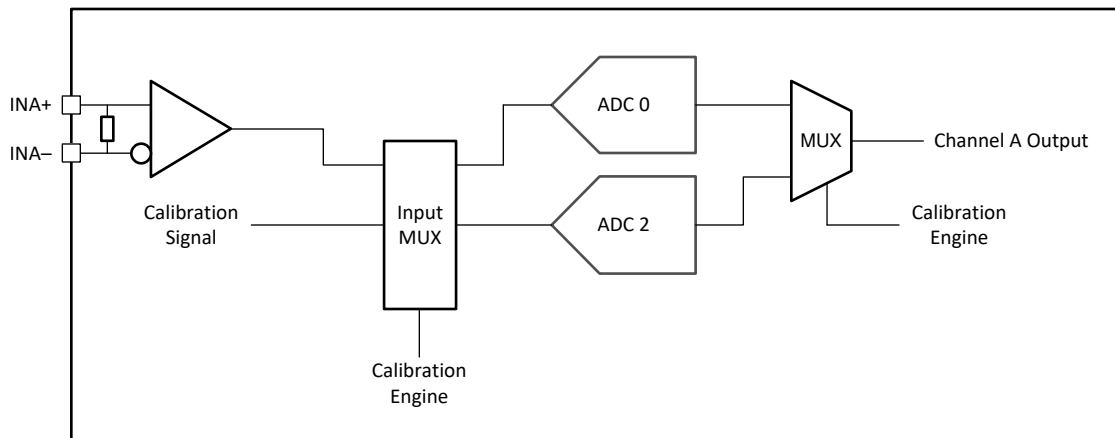 INA+
INA–
Calibration
Signal
Input
MUX
Calibration
Engine
ADC 0
ADC 2
MUX
Channel A Output
Calibration
Engine